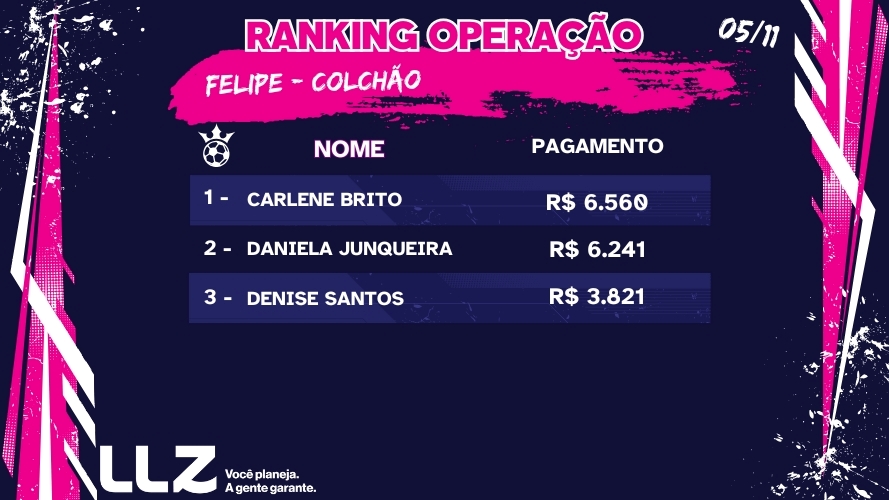 RANKING OPERAÇÃO
05/11
FELIPE - COLCHÃO
NOME PAGAMENTO
1 - CARLENE BRITO R$ 6.560
2 - DANIELA JUNQUEIRA R$ 6.241
3 - DENISE SANTOS R$ 3.821
LLZ
Você planeja.
A gente garante.